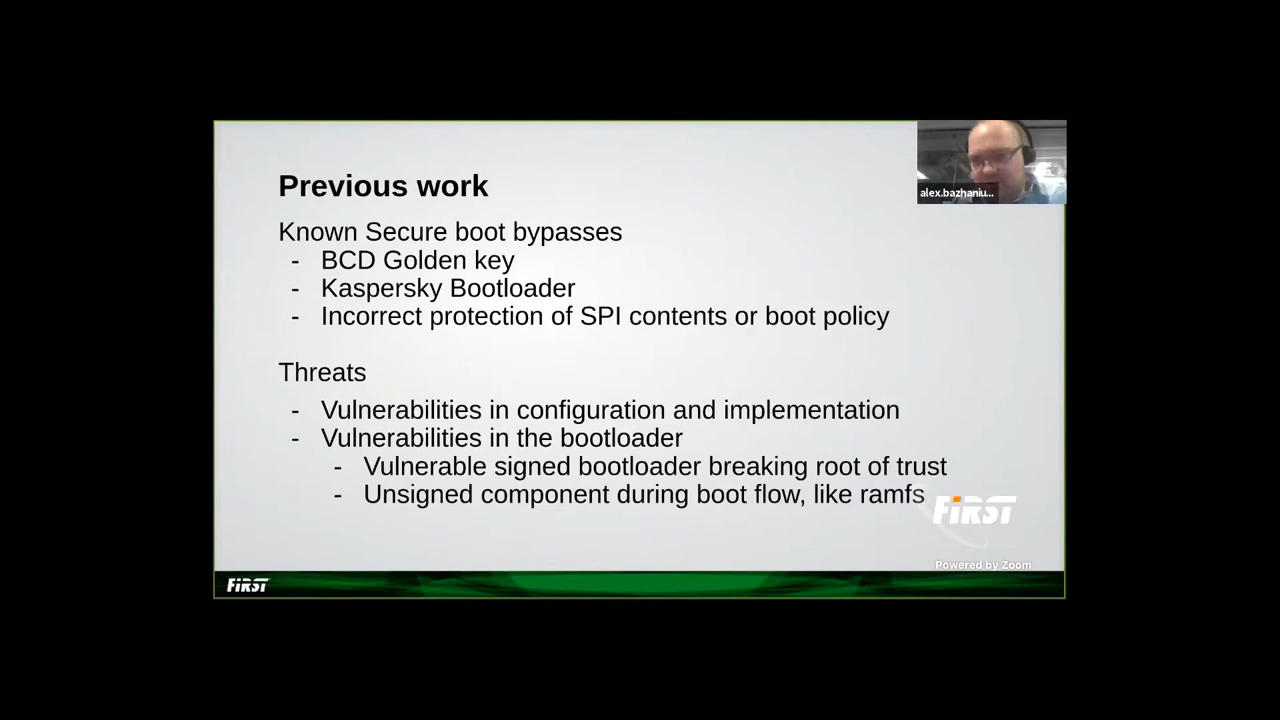 Previous work
alex.bazhaniu...
Known Secure boot bypasses
- BCD Golden key
- Kaspersky Bootloader
- Incorrect protection of SPI contents or boot policy
Threats
- Vulnerabilities in configuration and implementation
- Vulnerabilities in the bootloader
- Vulnerable signed bootloader breaking root of trust
- Unsigned component during boot flow, like ramfs
FiRST
Powered by Zoom
FiRST